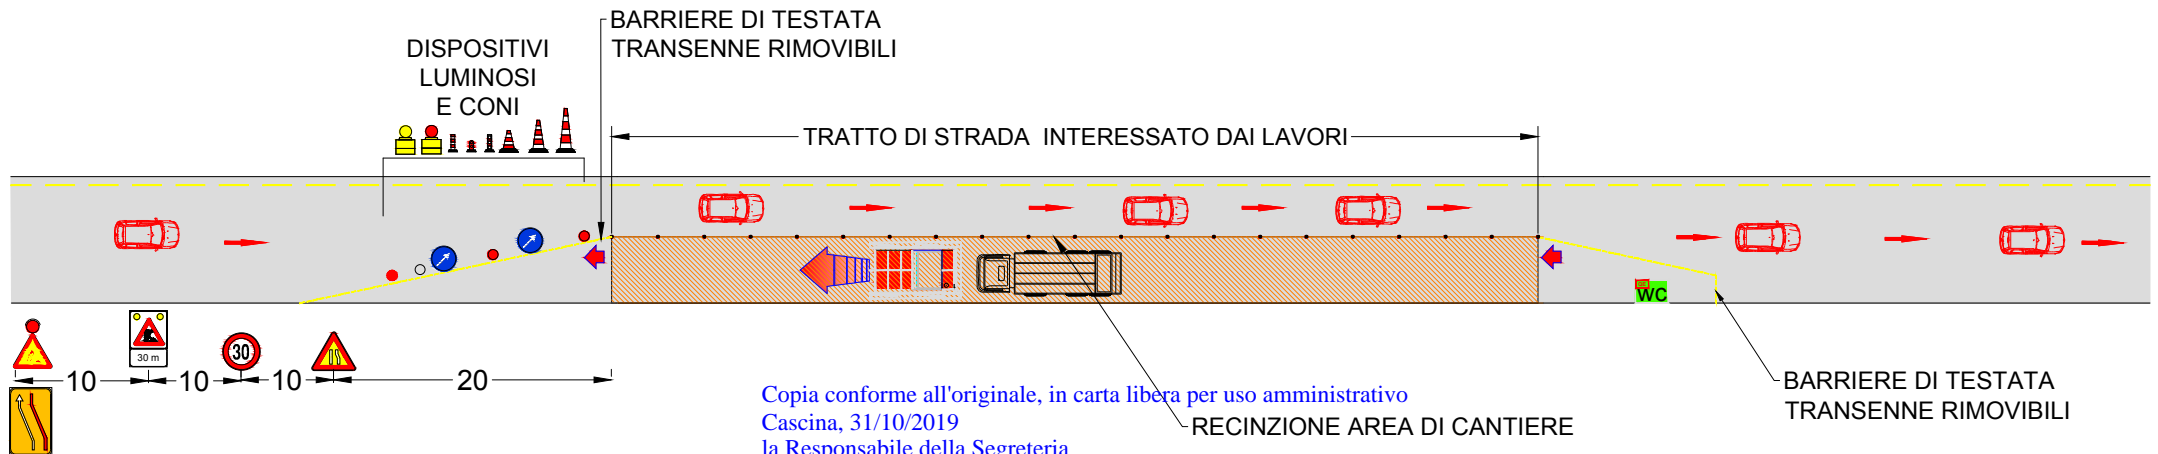 BARRIERE DI TESTATA
TRANSENNE RIMOVIBILI
DISPOSITIVI
LUMINOSI
E CONI
TRATTO DI STRADA INTERESSATO DAI LAVORI
WC
30 m
30
10
10
10
20
Copia conforme all'originale, in carta libera per uso amministrativo
Cascina, 31/10/2019
la Responsabile della Segreteria
RECINZIONE AREA DI CANTIERE
BARRIERE DI TESTATA
TRANSENNE RIMOVIBILI